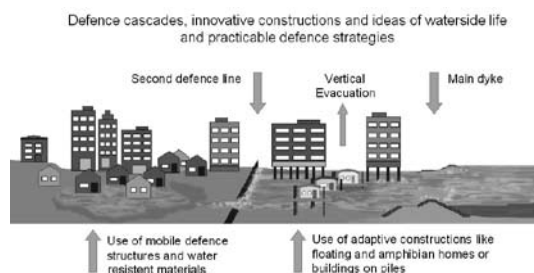 Defence cascades, innovative constructions and ideas of waterside life
and practicable defence strategies
Second defence line
Vertical
Evacuation
Main dyke
Use of mobile defence
structures and water
resistent materials
Use of adaptive constructions like
floating and amphibian homes or
buildings on piles